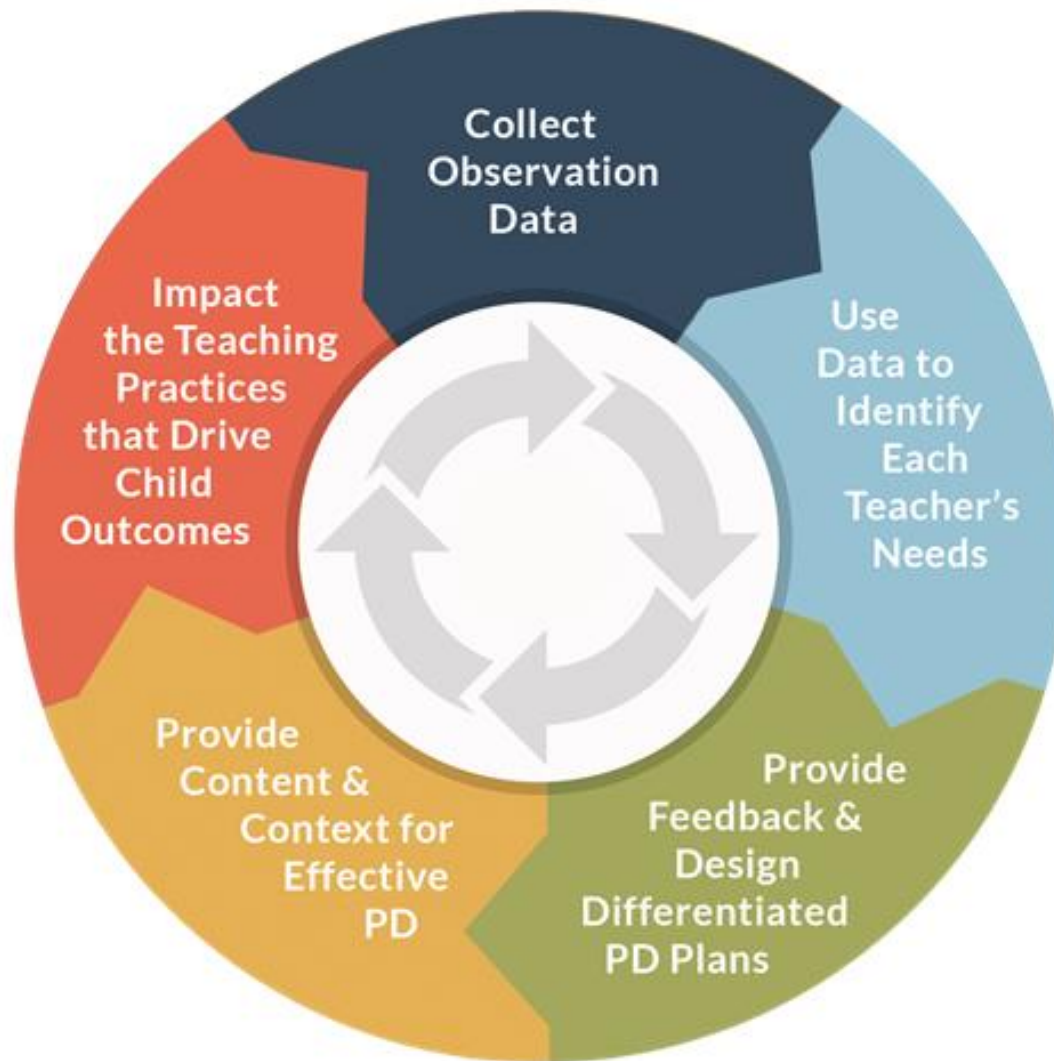 Collect
Observation
Data
Use
Data to
Identify
Each
Teacher’s
Needs
Provide
Feedback &
Design
Differentiated
PD Plans
Provide
Content &
Context for
Effective
PD
Impact
the Teaching
Practices
that Drive
Child
Outcomes